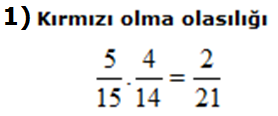 1) Kırmızı olma olasılığı
5/15 . 4/14 = 2/21